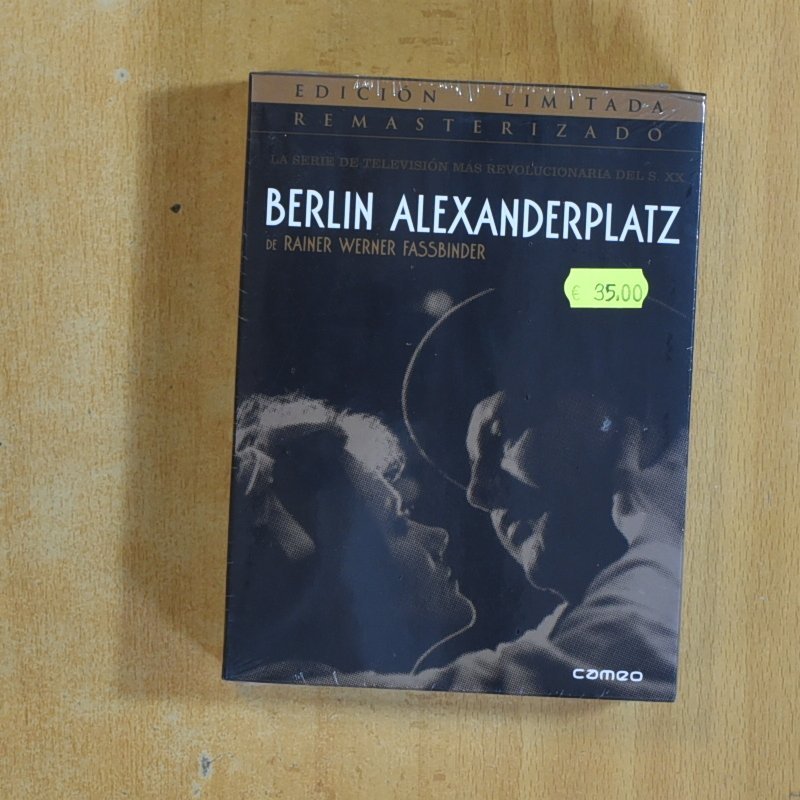 EDICIÓN LIMITADA
REMASTERIZADO
LA SERIE DE TELEVISIÓN MÁS REVOLUCIONARIA DEL S. XX
BERLIN ALEXANDERPLATZ
DE RAINER WERNER FASSBINDER
€ 35,00
cameo